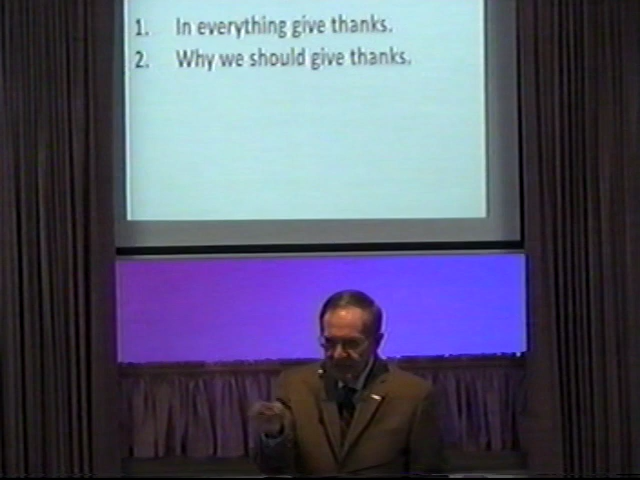 1. In everything give thanks.
2. Why we should give thanks.